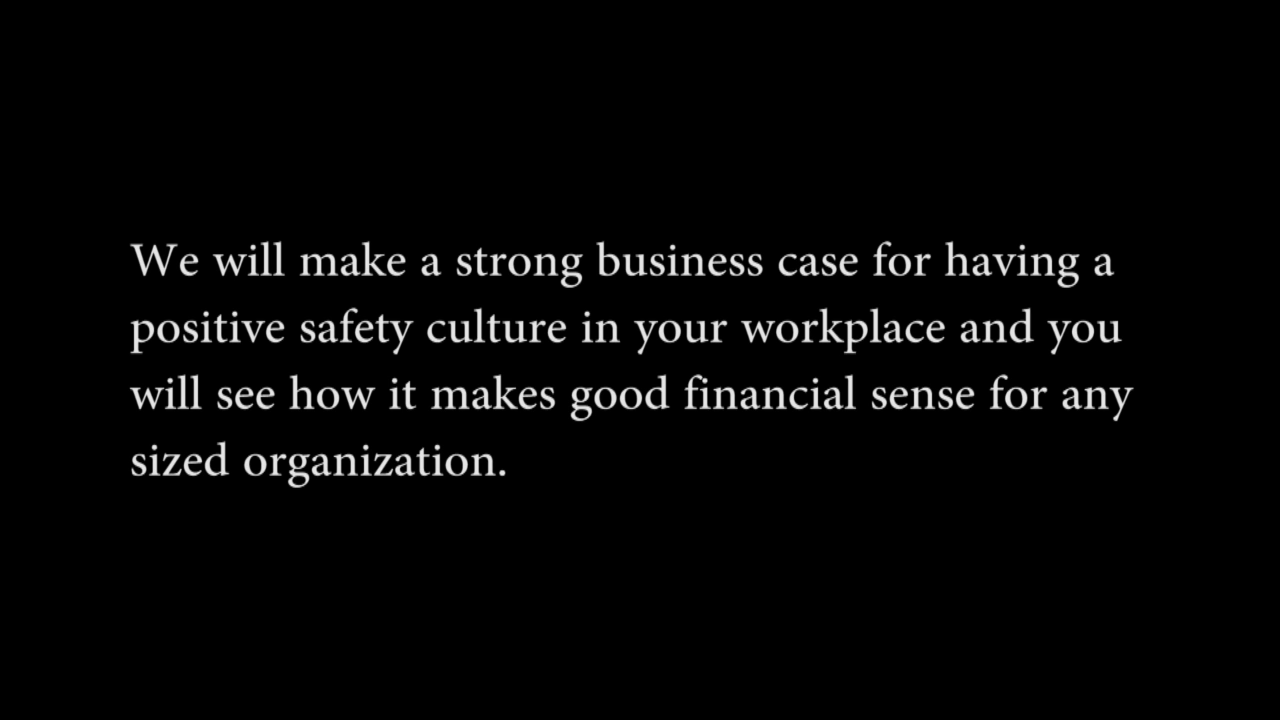 We will make a strong business case for having a
positive safety culture in your workplace and you
will see how it makes good financial sense for any
sized organization.